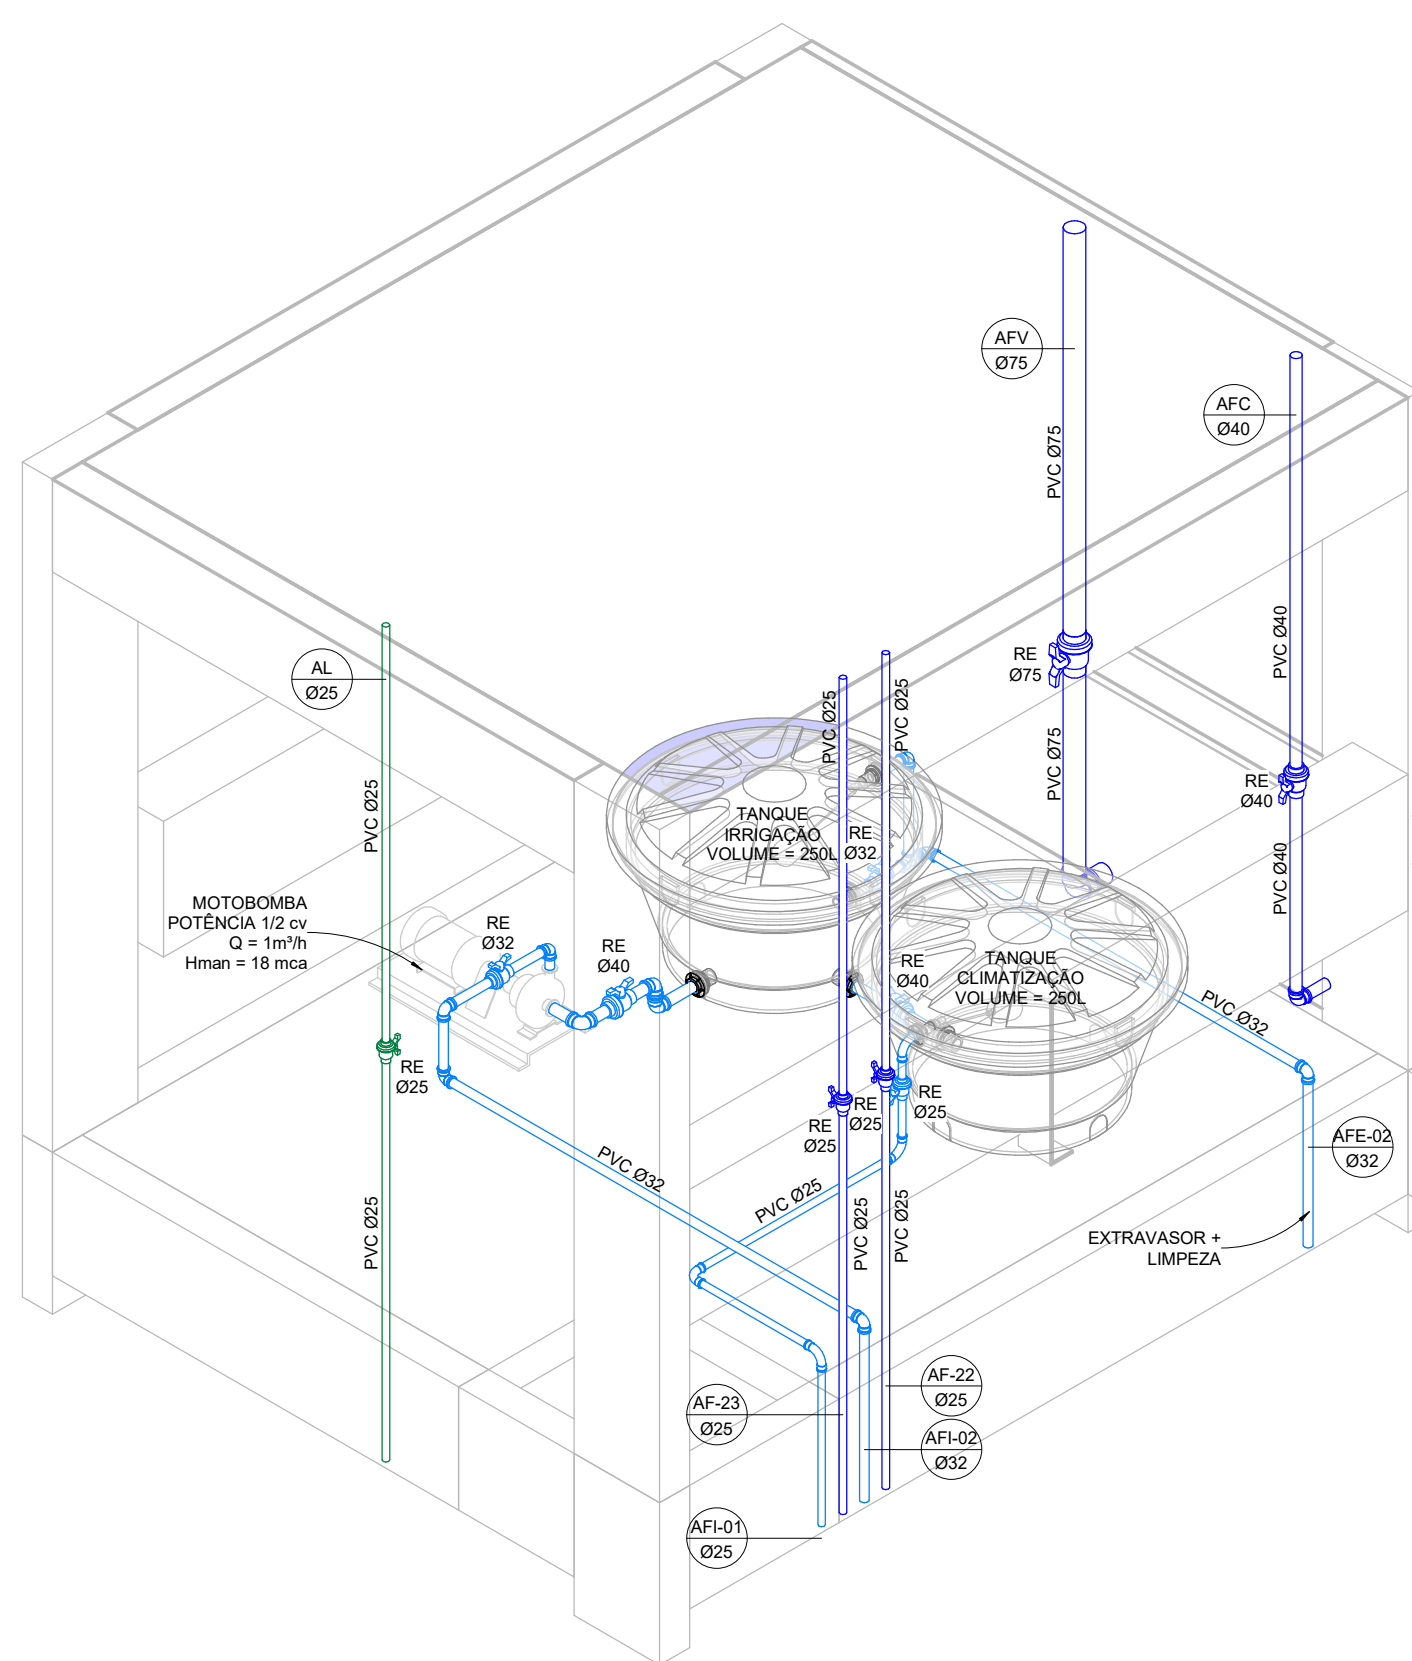 AFV
Ø75
PVC Ø75
AFC
Ø40
PVC Ø40
RE
Ø75
PVC Ø75
RE
Ø40
PVC Ø40
AL
Ø25
PVC Ø25
PVC Ø25
PVC Ø25
TANQUE
IRRIGAÇÃO
VOLUME = 250L
RE
Ø32
MOTOBOMBA
POTÊNCIA 1/2 cv
Q = 1m³/h
Hman = 18 mca
RE
Ø32
RE
Ø40
RE
Ø40
TANQUE
CLIMATIZAÇÃO
VOLUME = 250L
PVC Ø32
RE
Ø25
RE
Ø25
RE
Ø25
RE
Ø25
AFE-02
Ø32
EXTRAVASOR +
LIMPEZA
PVC Ø32
PVC Ø25
PVC Ø25
PVC Ø25
PVC Ø25
AF-23
Ø25
AF-22
Ø25
AFI-02
Ø32
AFI-01
Ø25